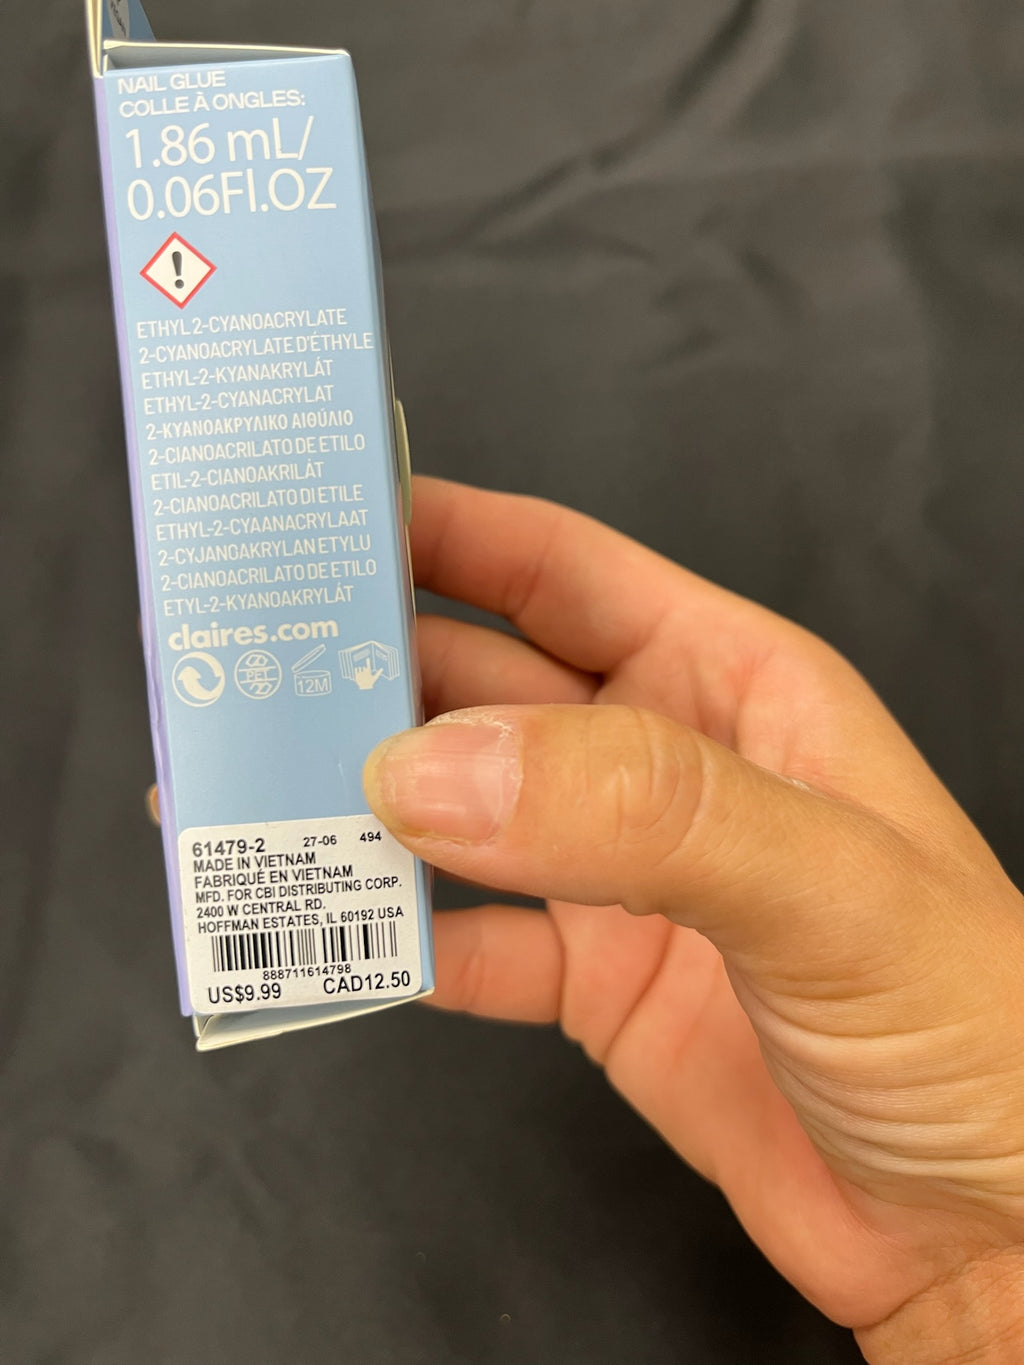 NAIL GLUE
COLLE À ONGLES:
1.86 mL/
0.06Fl.OZ
ETHYL 2-CYANOACRYLATE
2-CYANOACRYLATE D'ÉTHYLE
ETHYL-2-KYANAKRYLÁT
ETHYL-2-CYANACRYLAT
2-ΚΥΑΝΟΑΚΡΥΛΙΚΟ ΑΙΘΥΛΙΟ
2-CIANOACRILATO DE ETILO
ETIL-2-CIANOAKRILÁT
2-CIANOACRILATO DI ETILE
ETHYL-2-CYAANACRYLAAT
2-CYJANOAKRYLAN ETYLU
2-CIANOACRILATO DE ETILO
ETYL-2-KYANOAKRYLÁT
claires.com
PET
12M
61479-2 27-06 494
MADE IN VIETNAM
FABRIQUÉ EN VIETNAM
MFD. FOR CBI DISTRIBUTING CORP.
2400 W CENTRAL RD.
HOFFMAN ESTATES, IL 60192 USA
888711614798
US$9.99 CAD12.50